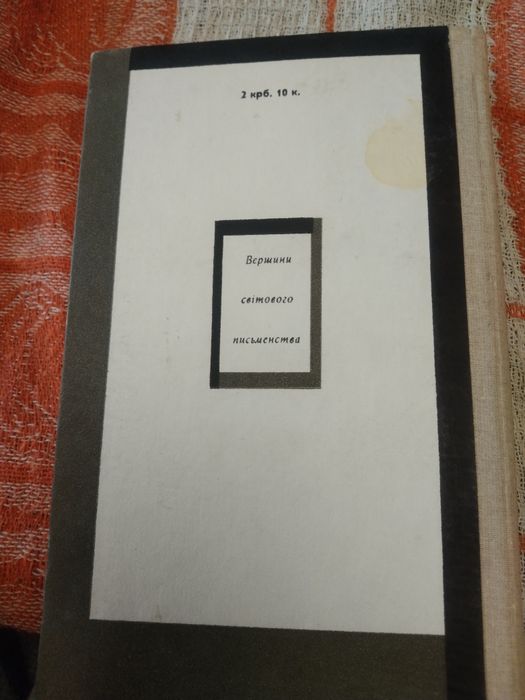 2 крб. 10 к.
Вершини
світового
письменства